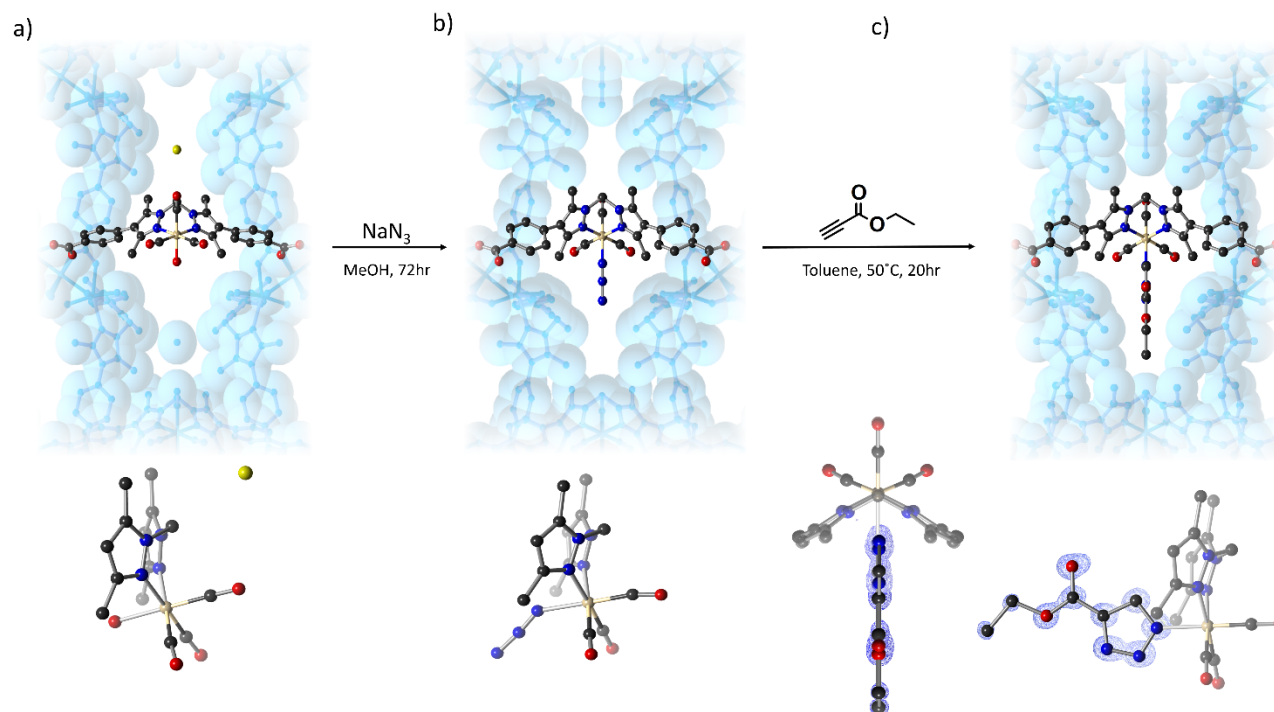 a)
b)
c)
NaN₃
MeOH, 72hr
O
O
Toluene, 50˚C, 20hr